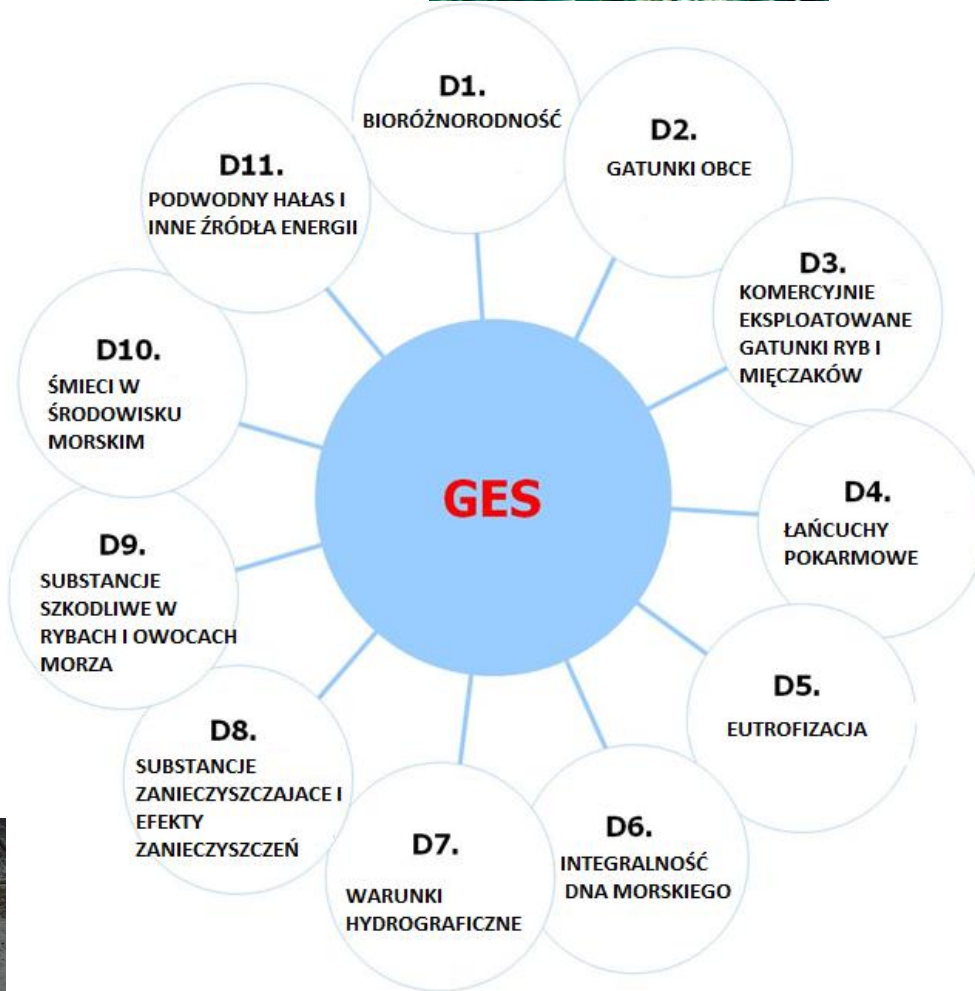 D1.
BIORÓŻNORODNOŚĆ
D2.
GATUNKI OBCE
D3.
KOMERCYJNIE
EKSPLOATOWANE
GATUNKI RYB I
MIĘCZAKÓW
D4.
ŁAŃCUCHY
POKARMOWE
D5.
EUTROFIZACJA
D6.
INTEGRALNOŚĆ
DNA MORSKIEGO
D7.
WARUNKI
HYDROGRAFICZNE
D8.
SUBSTANCJE
ZANIECZYSZCZAJACE I
EFEKTY
ZANIECZYSZCZEŃ
D9.
SUBSTANCJE
SZKODLIWE W
RYBACH I OWOCACH
MORZA
D10.
ŚMIECI W
ŚRODOWISKU
MORSKIM
D11.
PODWODNY HAŁAS I
INNE ŹRÓDŁA ENERGII
GES